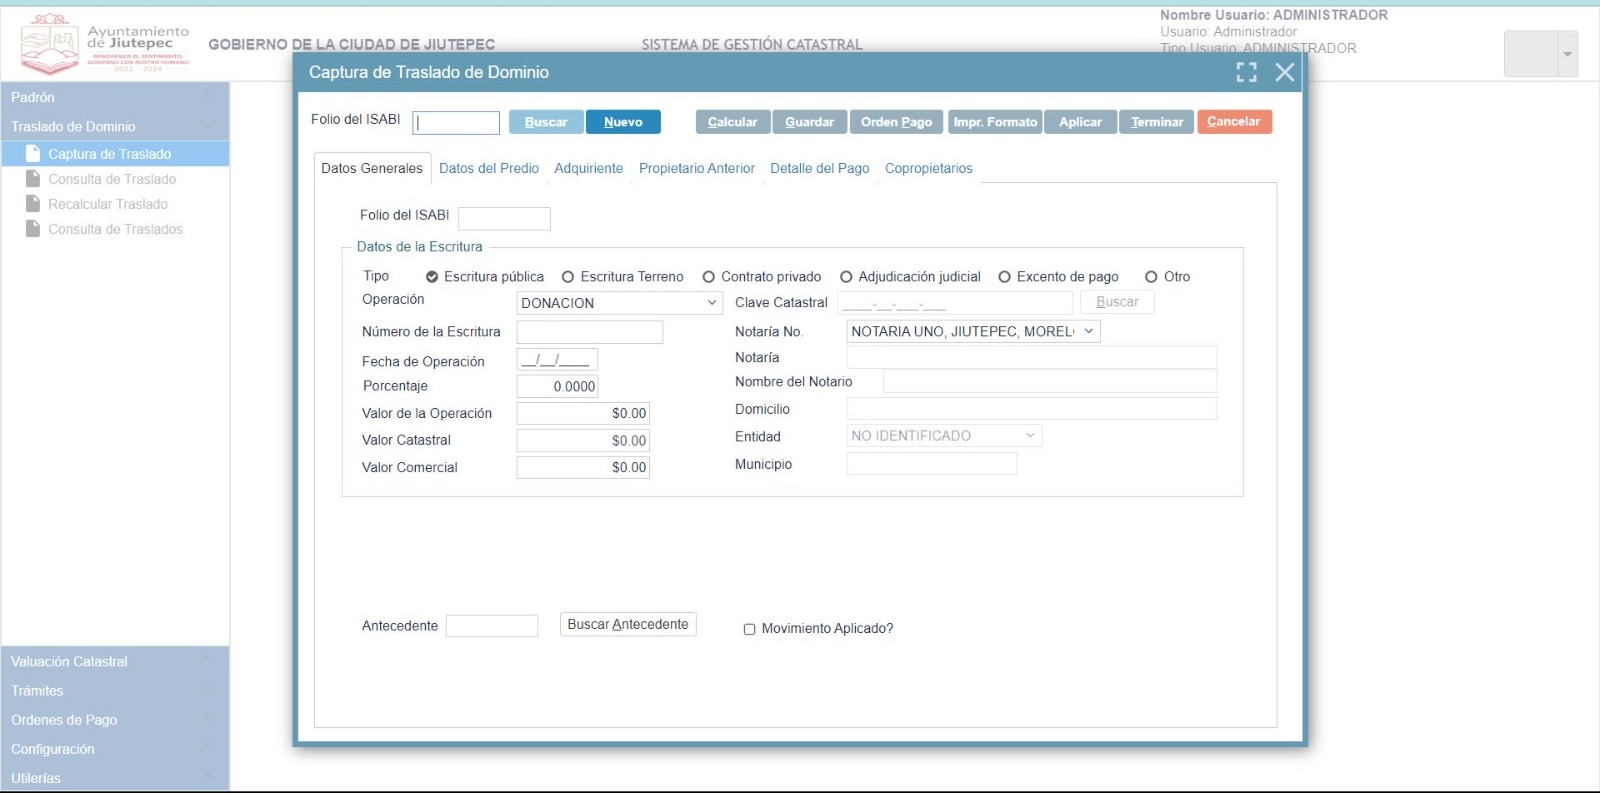 Nombre Usuario: ADMINISTRADOR
Usuario: Administrador
Tipo Usuario: ADMINISTRADOR
Ayuntamiento
de Jiutepec
RENOVAMOS EL SENTIMIENTO,
GOBIERNO CON ROSTRO HUMANO
2022 - 2024
GOBIERNO DE LA CIUDAD DE JIUTEPEC
SISTEMA DE GESTIÓN CATASTRAL
Padrón
Traslado de Dominio
Captura de Traslado
Consulta de Traslado
Recalcular Traslado
Consulta de Traslados
Valuación Catastral
Trámites
Ordenes de Pago
Configuración
Utilerías
Captura de Traslado de Dominio
Folio del ISABI Buscar Nuevo Calcular Guardar Orden Pago Impr. Formato Aplicar Terminar Cancelar
Datos Generales Datos del Predio Adquiriente Propietario Anterior Detalle del Pago Copropietarios
Folio del ISABI
Datos de la Escritura
Tipo Escritura pública Escritura Terreno Contrato privado Adjudicación judicial Excento de pago Otro
Operación DONACION Clave Catastral ____-__-___-___ Buscar
Número de la Escritura Notaría No. NOTARIA UNO, JIUTEPEC, MOREL
Fecha de Operación __/__/____ Notaría
Porcentaje 0.0000 Nombre del Notario
Valor de la Operación $0.00 Domicilio
Valor Catastral $0.00 Entidad NO IDENTIFICADO
Valor Comercial $0.00 Municipio
Antecedente Buscar Antecedente Movimiento Aplicado?